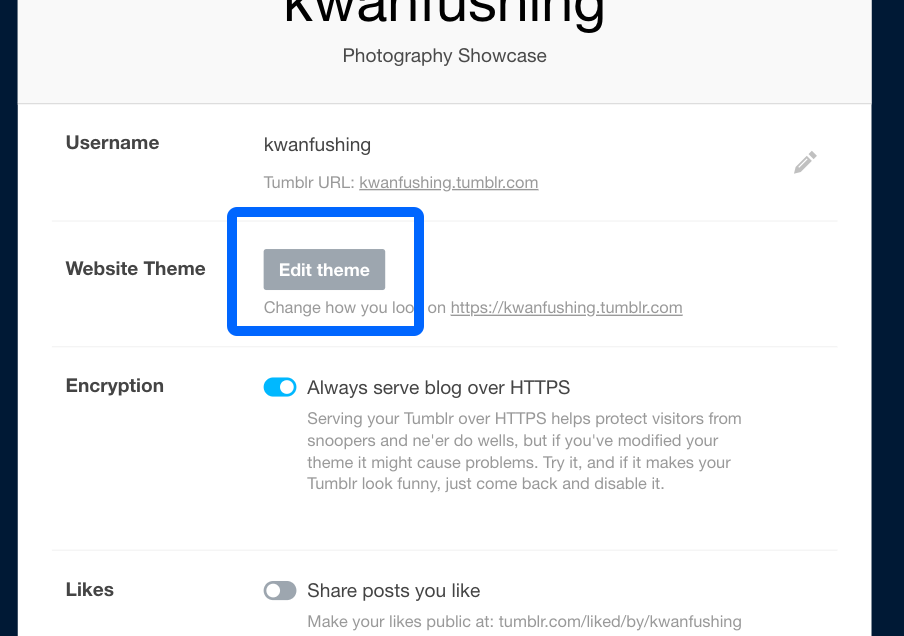 kwanfushing
Photography Showcase
Username
kwanfushing
Tumblr URL: kwanfushing.tumblr.com
Website Theme
Edit theme
Change how you loo on https://kwanfushing.tumblr.com
Encryption
Always serve blog over HTTPS
Serving your Tumblr over HTTPS helps protect visitors from
snoopers and ne'er do wells, but if you've modified your
theme it might cause problems. Try it, and if it makes your
Tumblr look funny, just come back and disable it.
Likes
Share posts you like
Make your likes public at: tumblr.com/liked/by/kwanfushing